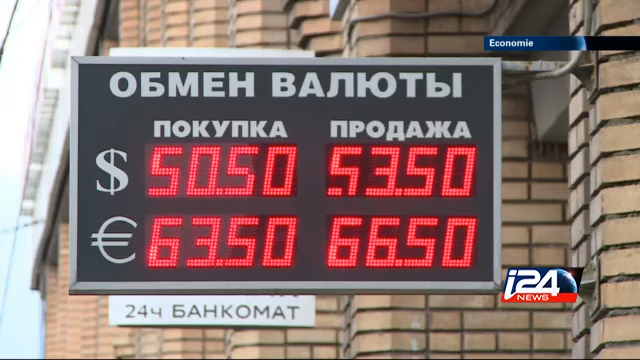 Economie
ОБМЕН ВАЛЮТЫ
ПОКУПКА ПРОДАЖА
$ 50.50 53.50
€ 63.50 66.50
i24
NEWS
24ч БАНКОМАТ